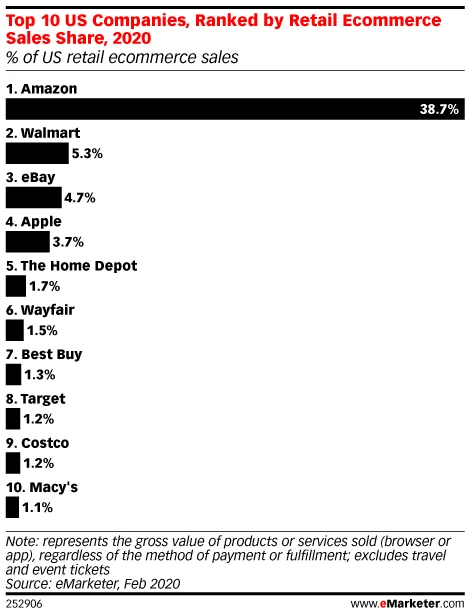 Top 10 US Companies, Ranked by Retail Ecommerce
Sales Share, 2020
% of US retail ecommerce sales
1. Amazon
38.7%
2. Walmart
5.3%
3. eBay
4.7%
4. Apple
3.7%
5. The Home Depot
1.7%
6. Wayfair
1.5%
7. Best Buy
1.3%
8. Target
1.2%
9. Costco
1.2%
10. Macy's
1.1%
Note: represents the gross value of products or services sold (browser or
app), regardless of the method of payment or fulfillment; excludes travel
and event tickets
Source: eMarketer, Feb 2020
252906 www.eMarketer.com